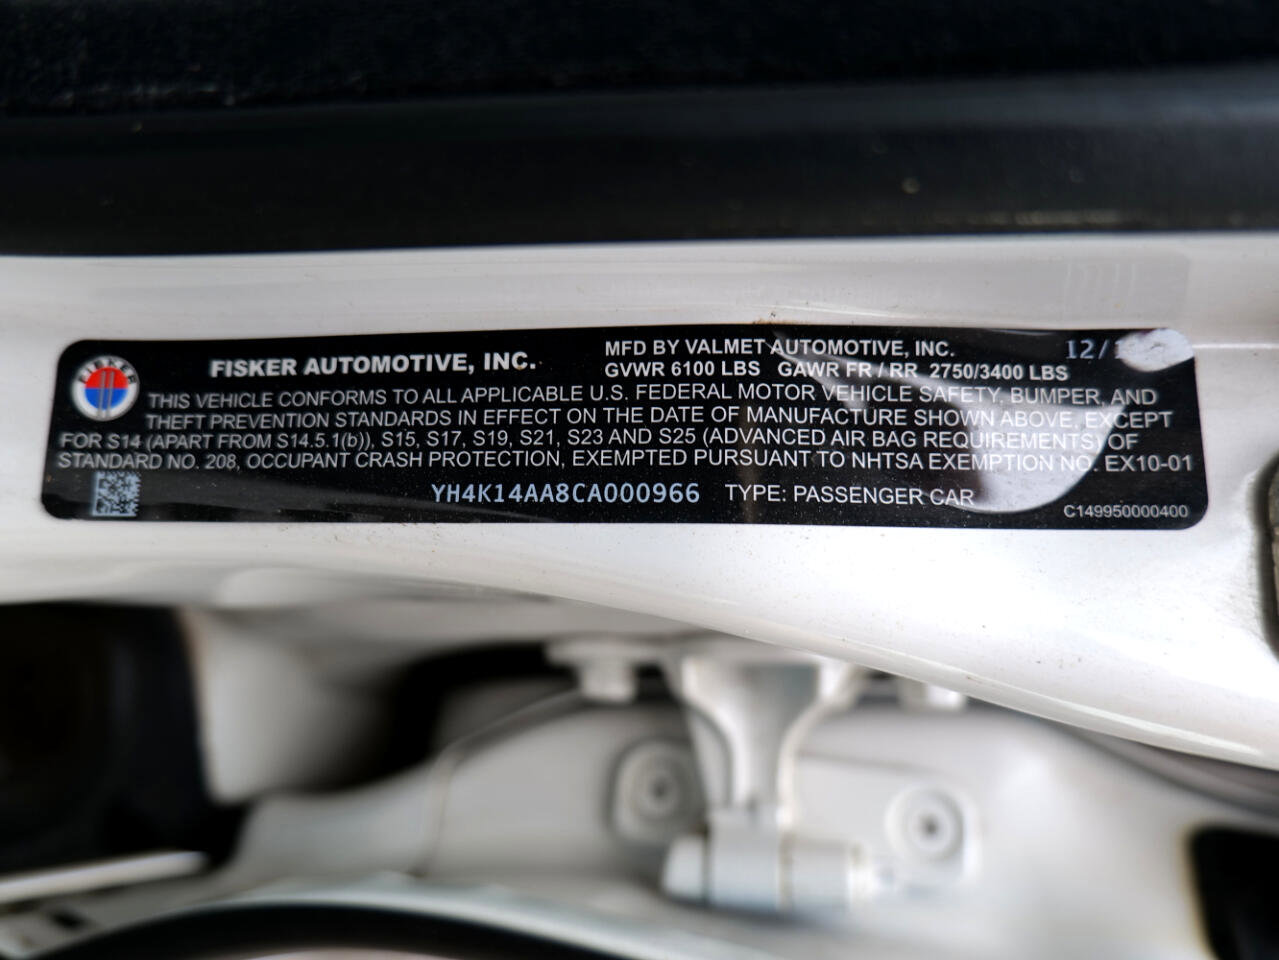 FISKER
FISKER AUTOMOTIVE, INC.
MFD BY VALMET AUTOMOTIVE, INC.
GVWR 6100 LBS GAWR FR / RR 2750/3400 LBS
THIS VEHICLE CONFORMS TO ALL APPLICABLE U.S. FEDERAL MOTOR VEHICLE SAFETY, BUMPER, AND
THEFT PREVENTION STANDARDS IN EFFECT ON THE DATE OF MANUFACTURE SHOWN ABOVE, EXCEPT
FOR S14 (APART FROM S14.5.1(b)), S15, S17, S19, S21, S23 AND S25 (ADVANCED AIR BAG REQUIREMENTS) OF
STANDARD NO. 208, OCCUPANT CRASH PROTECTION, EXEMPTED PURSUANT TO NHTSA EXEMPTION NO. EX10-01
YH4K14AA8CA000966 TYPE: PASSENGER CAR
C149950000400